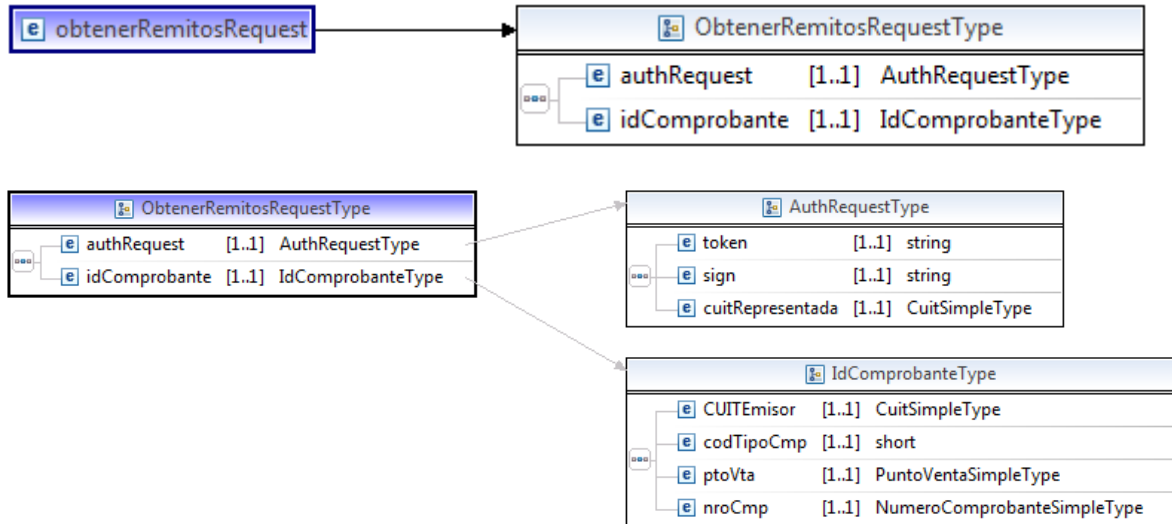 e obtenerRemitosRequest
ObtenerRemitosRequestType
e authRequest [1..1] AuthRequestType
e idComprobante [1..1] IdComprobanteType
ObtenerRemitosRequestType
e authRequest [1..1] AuthRequestType
e idComprobante [1..1] IdComprobanteType
AuthRequestType
e token [1..1] string
e sign [1..1] string
e cuitRepresentada [1..1] CuitSimpleType
IdComprobanteType
e CUITEmisor [1..1] CuitSimpleType
e codTipoCmp [1..1] short
e ptoVta [1..1] PuntoVentaSimpleType
e nroCmp [1..1] NumeroComprobanteSimpleType